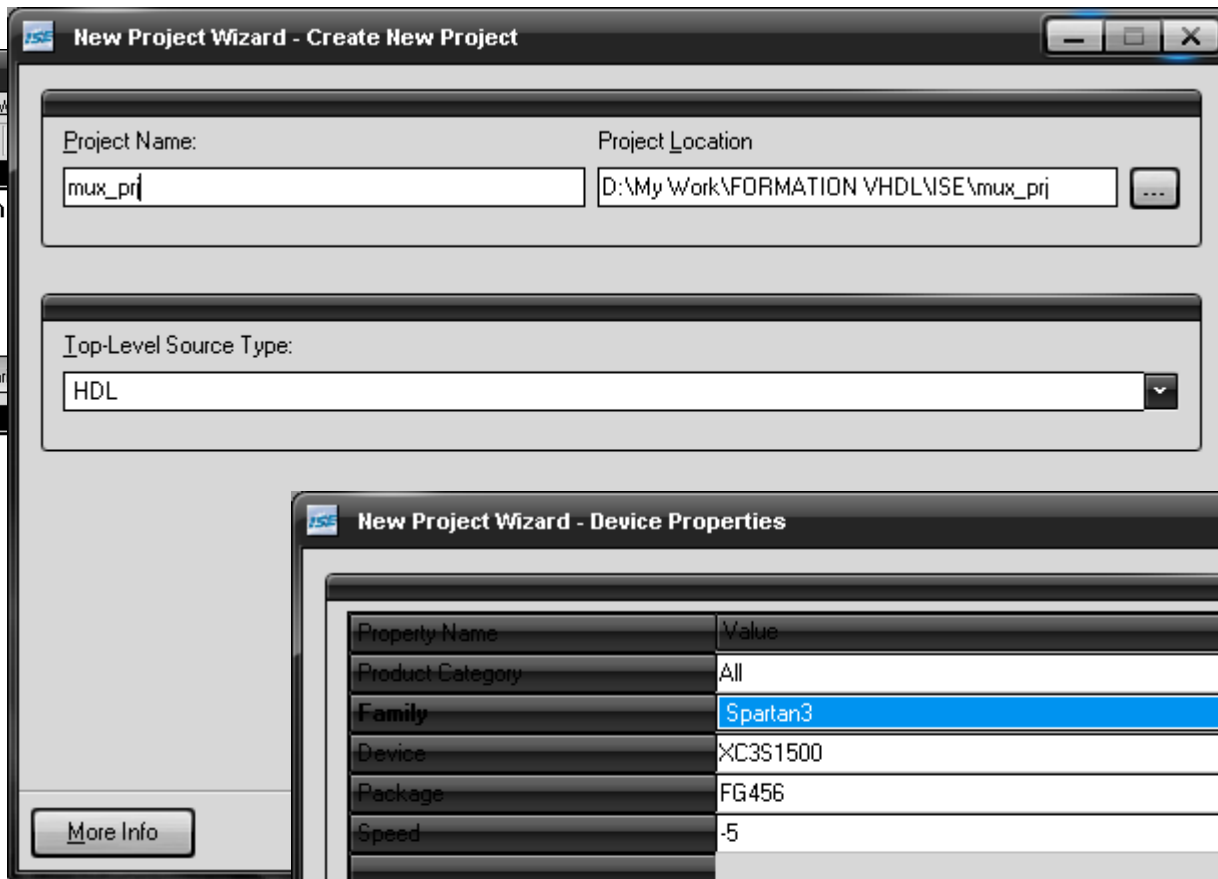 ISE New Project Wizard - Create New Project
Project Name: Project Location
mux_prj D:\My Work\FORMATION VHDL\ISE\mux_prj ...
Top-Level Source Type:
HDL
ISE New Project Wizard - Device Properties
Property Name Value
Product Category All
Family Spartan3
Device XC3S1500
Package FG456
Speed -5
More Info